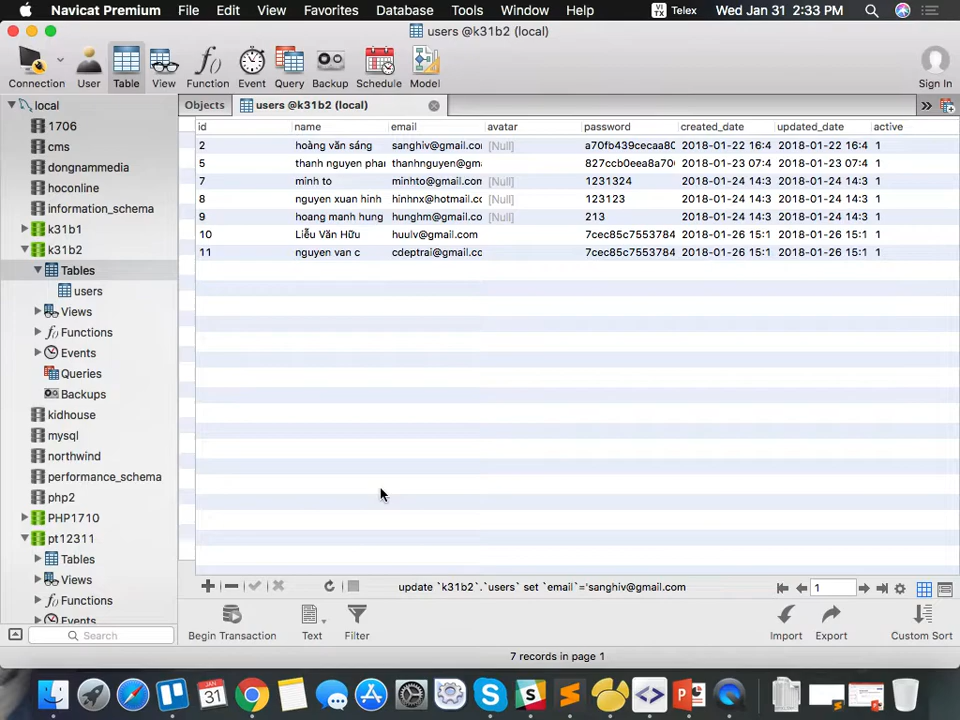 Navicat Premium File Edit View Favorites Database Tools Window Help VI TX Telex Wed Jan 31 2:33 PM
users @k31b2 (local)
Connection User Table View Function Event Query Backup Schedule Model Sign In
local
Objects users @k31b2 (local)
1706
cms
dongnammedia
hoconline
information_schema
k31b1
k31b2
Tables
users
Views
Functions
Events
Queries
Backups
kidhouse
mysql
northwind
performance_schema
php2
PHP1710
pt12311
Tables
Views
Functions
Events
Search
id name email avatar password created_date updated_date active
2 hoàng văn sáng sanghiv@gmail.co [Null] a70fb439cecaa80 2018-01-22 16:4 2018-01-22 16:4 1
5 thanh nguyen phan thanhnguyen@gm 827ccb0eea8a70 2018-01-23 07:4 2018-01-23 07:4 1
7 minh to minhto@gmail.com [Null] 1231324 2018-01-24 14:3 2018-01-24 14:3 1
8 nguyen xuan hinh hinhnx@hotmail.c [Null] 123123 2018-01-24 14:3 2018-01-24 14:3 1
9 hoang manh hung hunghm@gmail.co [Null] 213 2018-01-24 14:3 2018-01-24 14:3 1
10 Liễu Văn Hữu huulv@gmail.com 7cec85c7553784 2018-01-26 15:1 2018-01-26 15:1 1
11 nguyen van c cdeptrai@gmail.cc 7cec85c7553784 2018-01-26 15:1 2018-01-26 15:1 1
update `k31b2`.`users` set `email`='sanghiv@gmail.com 1
Begin Transaction Text Filter Import Export Custom Sort
7 records in page 1
JAN 31